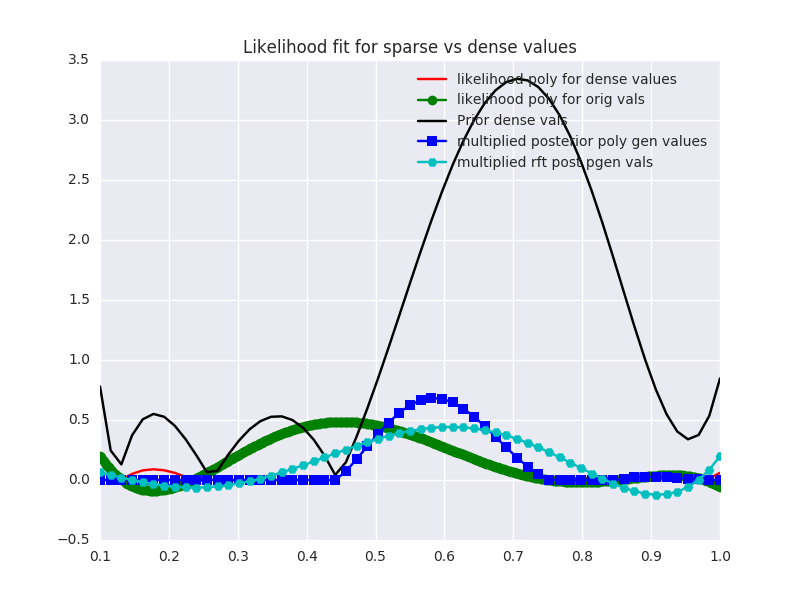 Likelihood fit for sparse vs dense values
likelihood poly for dense values
likelihood poly for orig vals
Prior dense vals
multiplied posterior poly gen values
multiplied rft post pgen vals
3.5
3.0
2.5
2.0
1.5
1.0
0.5
0.0
−0.5
0.1 0.2 0.3 0.4 0.5 0.6 0.7 0.8 0.9 1.0